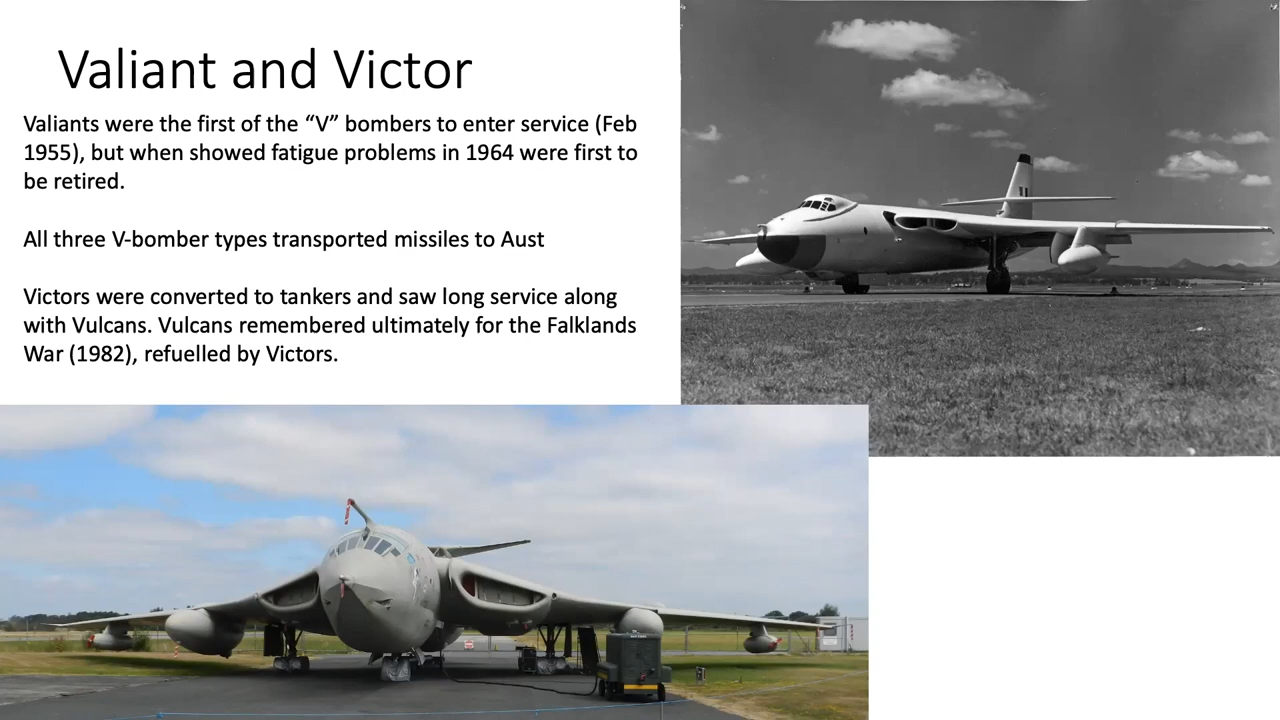 Valiant and Victor
Valiants were the first of the “V” bombers to enter service (Feb
1955), but when showed fatigue problems in 1964 were first to
be retired.
All three V-bomber types transported missiles to Aust
Victors were converted to tankers and saw long service along
with Vulcans. Vulcans remembered ultimately for the Falklands
War (1982), refuelled by Victors.